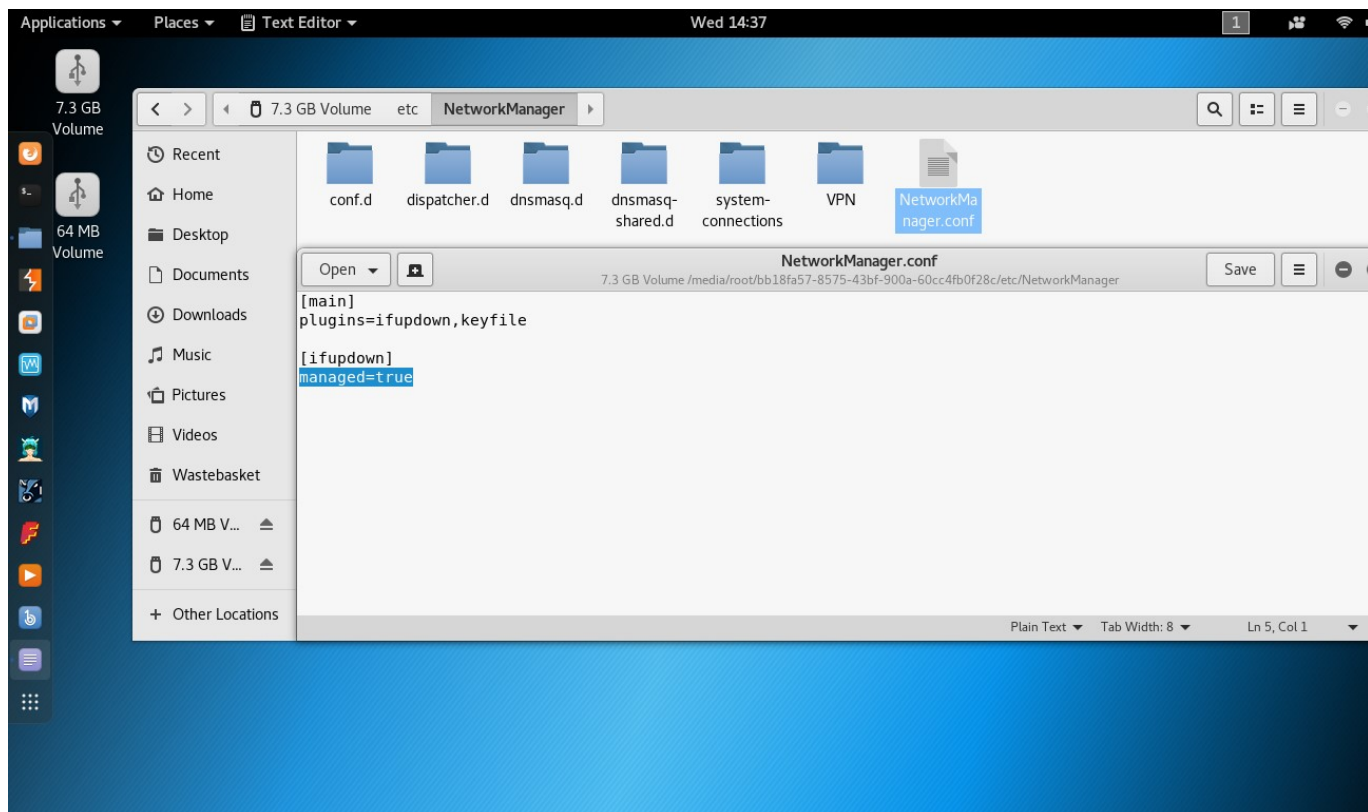 Applications Places Text Editor Wed 14:37 1
7.3 GB
Volume
64 MB
Volume
7.3 GB Volume etc NetworkManager
Recent
Home
Desktop
Documents
Downloads
Music
Pictures
Videos
Wastebasket
64 MB V...
7.3 GB V...
+ Other Locations
conf.d
dispatcher.d
dnsmasq.d
dnsmasq-
shared.d
system-
connections
VPN
NetworkMa
nager.conf
Open
NetworkManager.conf
7.3 GB Volume /media/root/bb18fa57-8575-43bf-900a-60cc4fb0f28c/etc/NetworkManager
Save
[main]
plugins=ifupdown,keyfile
[ifupdown]
managed=true
Plain Text Tab Width: 8 Ln 5, Col 1